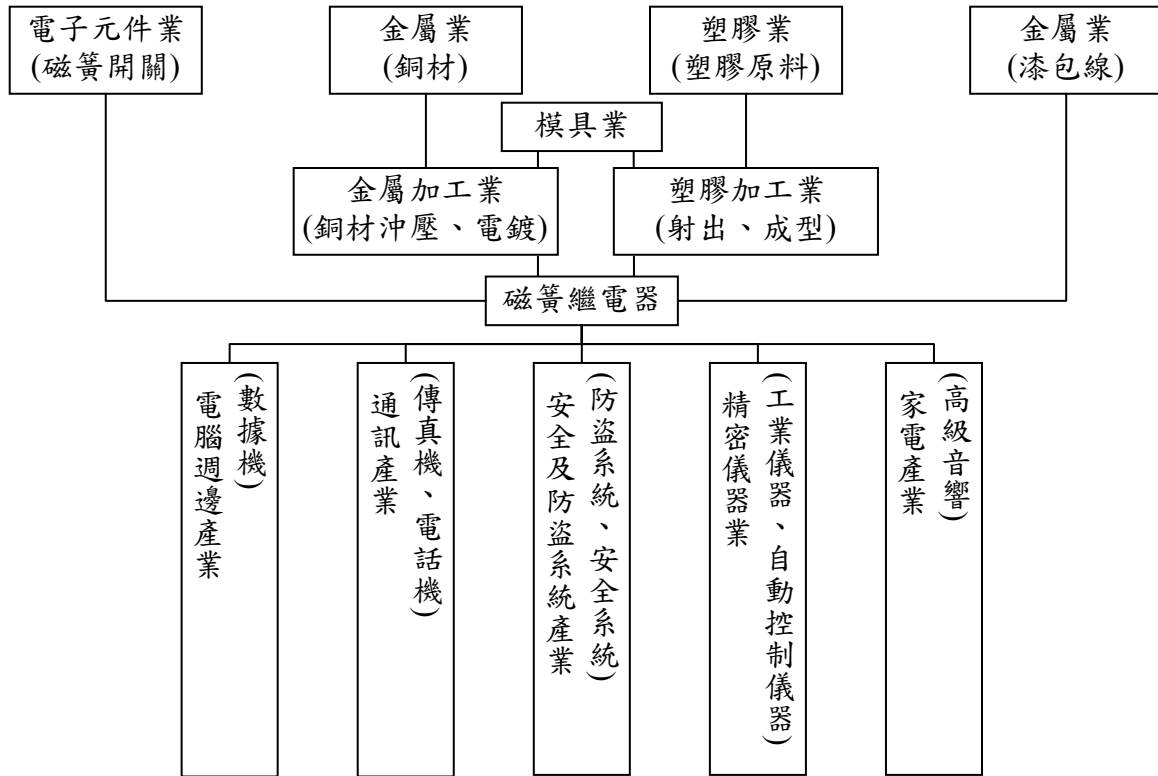 電子元件業
(磁簧開關)
金屬業
(銅材)
塑膠業
(塑膠原料)
金屬業
(漆包線)
模具業
金屬加工業
(銅材沖壓、電鍍)
塑膠加工業
(射出、成型)
磁簧繼電器
電腦週邊產業
(數據機)
通訊產業
(傳真機、電話機)
安全及防盜系統產業
(防盜系統、安全系統)
精密儀器業
(工業儀器、自動控制儀器)
家電產業
(高級音響)